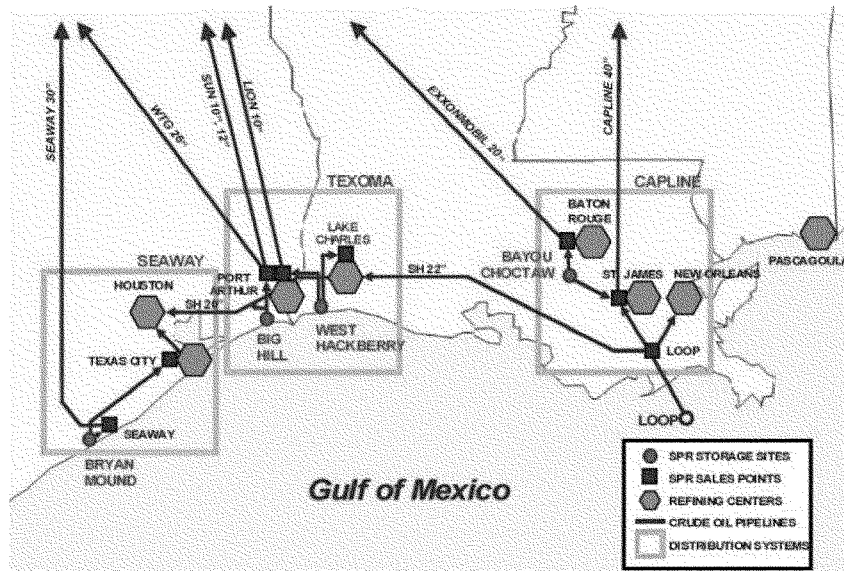 SEAWAY 30"
WTG 26"
SUN 10", 12"
LION 10"
EXXONMOBIL 20"
CAPLINE 40"
TEXOMA
CAPLINE
BATON
ROUGE
LAKE
CHARLES
SEAWAY
BAYOU
CHOCTAW
PASCAGOULA
HOUSTON
PORT
ARTHUR
SH 22"
ST. JAMES
NEW ORLEANS
SH 20"
BIG
HILL
WEST
HACKBERRY
TEXAS CITY
LOOP
LOOP
SEAWAY
BRYAN
MOUND
Gulf of Mexico
SPR STORAGE SITES
SPR SALES POINTS
REFINING CENTERS
CRUDE OIL PIPELINES
DISTRIBUTION SYSTEMS